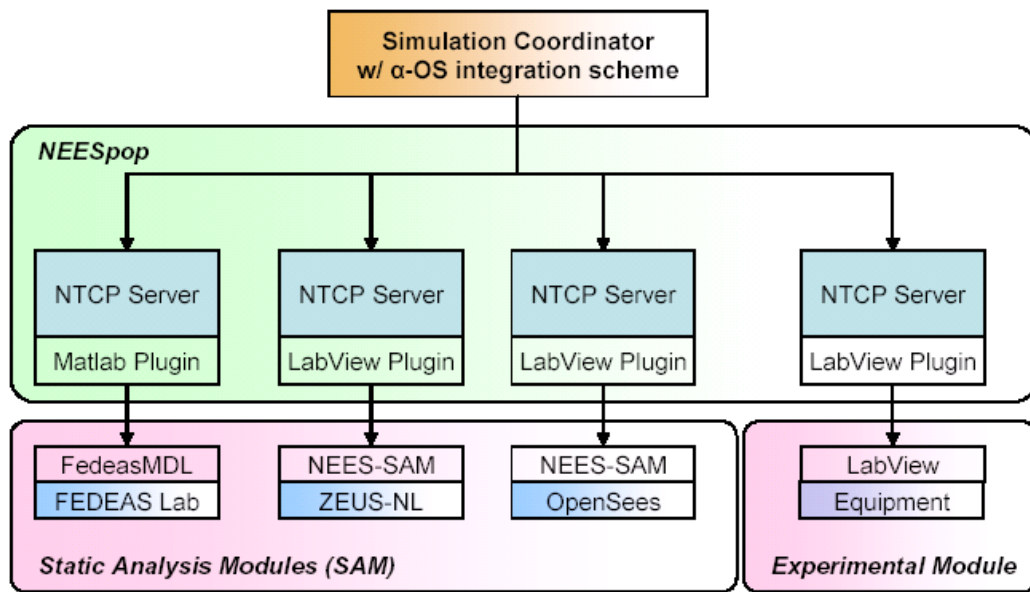 Simulation Coordinator
w/ α-OS integration scheme
NEESpop
NTCP Server
Matlab Plugin
NTCP Server
LabView Plugin
NTCP Server
LabView Plugin
NTCP Server
LabView Plugin
FedeasMDL
FEDEAS Lab
NEES-SAM
ZEUS-NL
NEES-SAM
OpenSees
Static Analysis Modules (SAM)
LabView
Equipment
Experimental Module